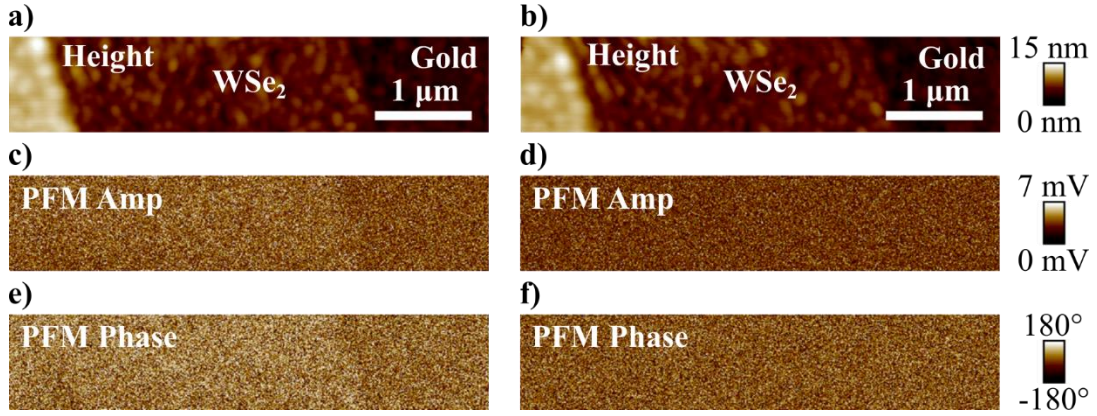 a)
Height
Gold
WSe₂
1 μm
b)
Height
Gold
WSe₂
1 μm
15 nm
0 nm
c)
PFM Amp
d)
PFM Amp
7 mV
0 mV
e)
PFM Phase
f)
PFM Phase
180°
-180°